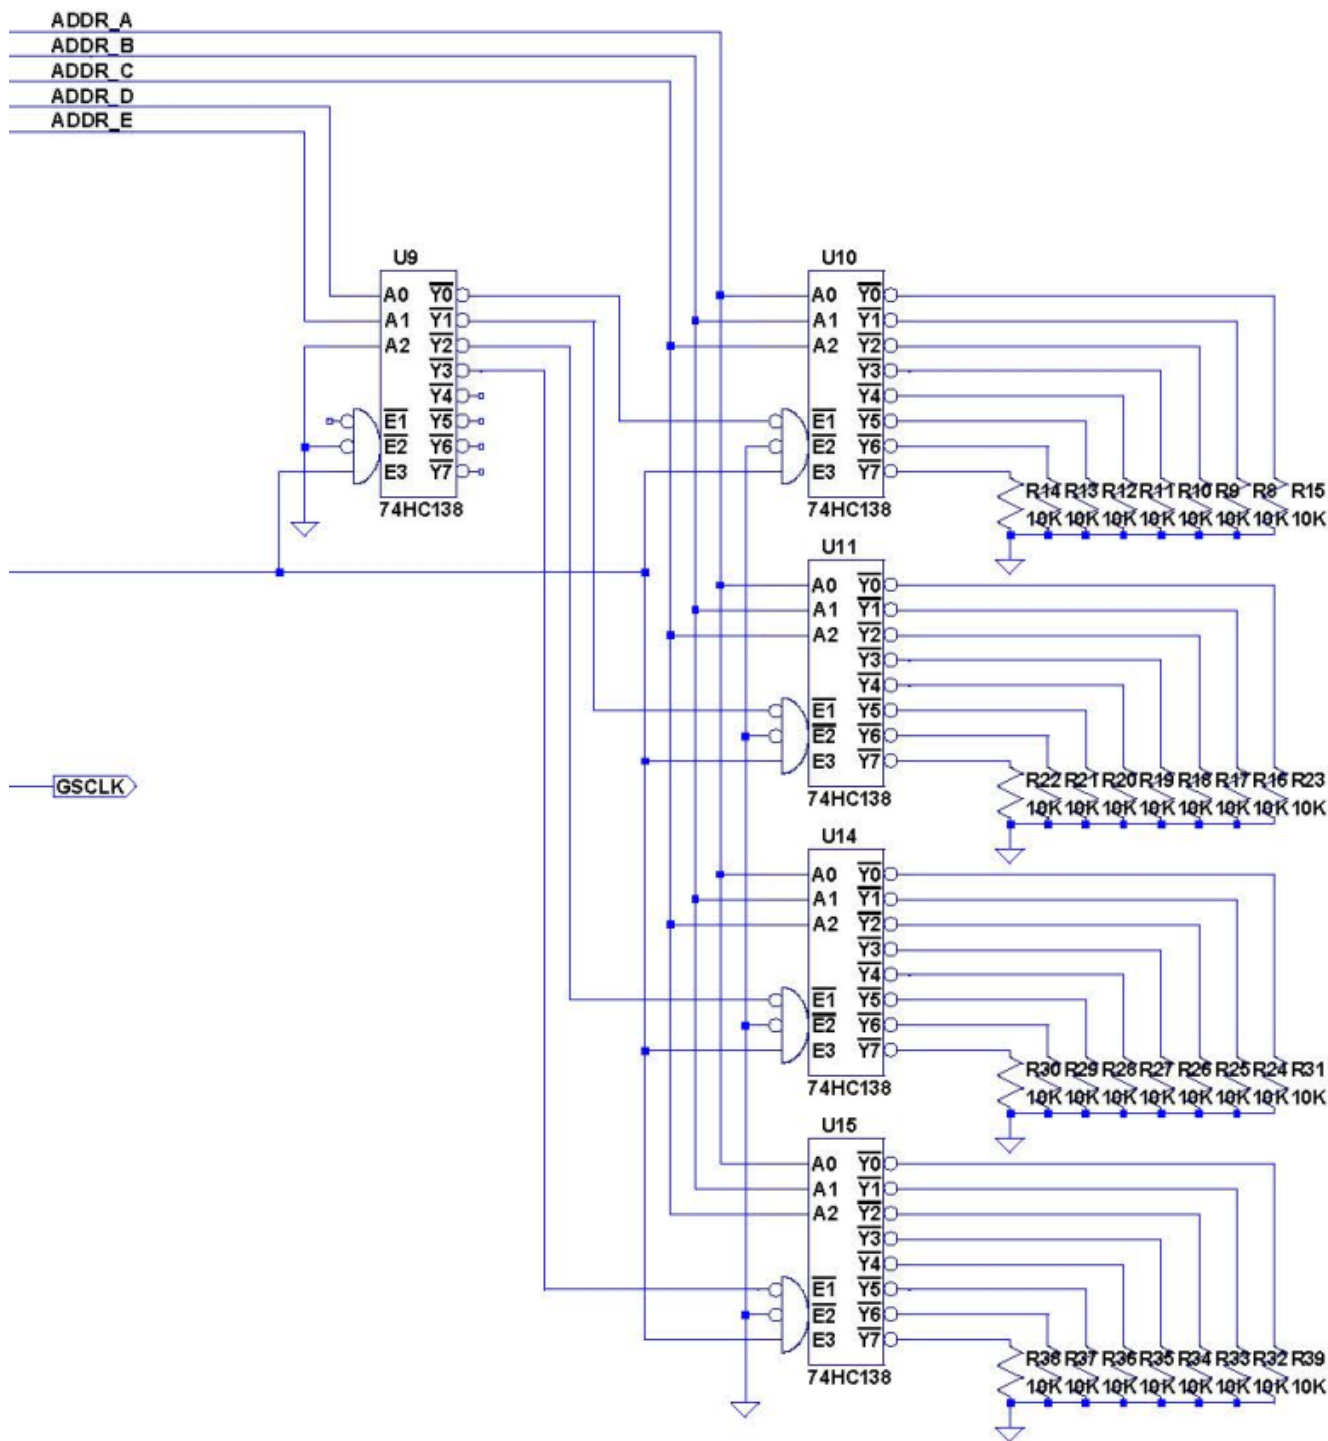 ADDR_A
ADDR_B
ADDR_C
ADDR_D
ADDR_E
U9
A0 Y0
A1 Y1
A2 Y2
Y3
Y4
E1 Y5
E2 Y6
E3 Y7
74HC138
U10
A0 Y0
A1 Y1
A2 Y2
Y3
Y4
E1 Y5
E2 Y6
E3 Y7
74HC138
R14 R13 R12 R11 R10 R9 R8 R15
10K 10K 10K 10K 10K 10K 10K 10K
U11
A0 Y0
A1 Y1
A2 Y2
Y3
Y4
E1 Y5
E2 Y6
E3 Y7
74HC138
R22 R21 R20 R19 R18 R17 R16 R23
10K 10K 10K 10K 10K 10K 10K 10K
GSCLK
U14
A0 Y0
A1 Y1
A2 Y2
Y3
Y4
E1 Y5
E2 Y6
E3 Y7
74HC138
R30 R29 R28 R27 R26 R25 R24 R31
10K 10K 10K 10K 10K 10K 10K 10K
U15
A0 Y0
A1 Y1
A2 Y2
Y3
Y4
E1 Y5
E2 Y6
E3 Y7
74HC138
R38 R37 R36 R35 R34 R33 R32 R39
10K 10K 10K 10K 10K 10K 10K 10K